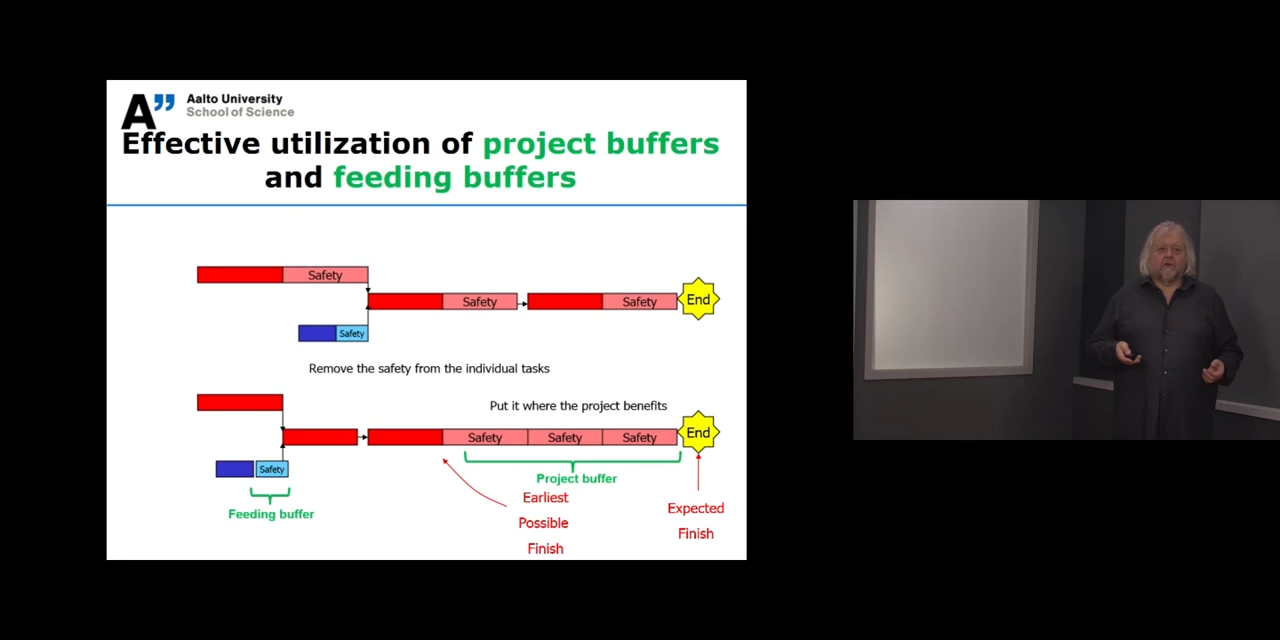 A”
Aalto University
School of Science
Effective utilization of project buffers
and feeding buffers
Safety
Safety
Safety
End
Safety
Remove the safety from the individual tasks
Put it where the project benefits
Safety
Safety
Safety
End
Safety
Project buffer
Feeding buffer
Earliest
Possible
Finish
Expected
Finish